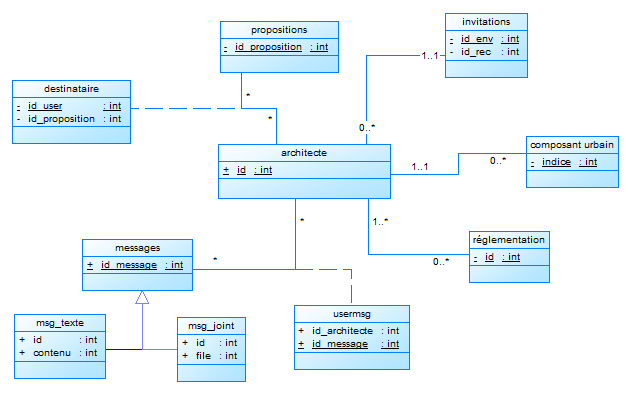 propositions
- id_proposition : int
invitations
- id_env : int
- id_rec : int
1..1
destinataire
- id_user : int
- id_proposition : int
*
*
0..*
architecte
+ id : int
composant urbain
- indice : int
1..1
0..*
*
1..*
réglementation
- id : int
0..*
messages
+ id_message : int
*
usermsg
+ id_architecte : int
+ id_message : int
msg_texte
+ id : int
+ contenu : int
msg_joint
+ id : int
+ file : int